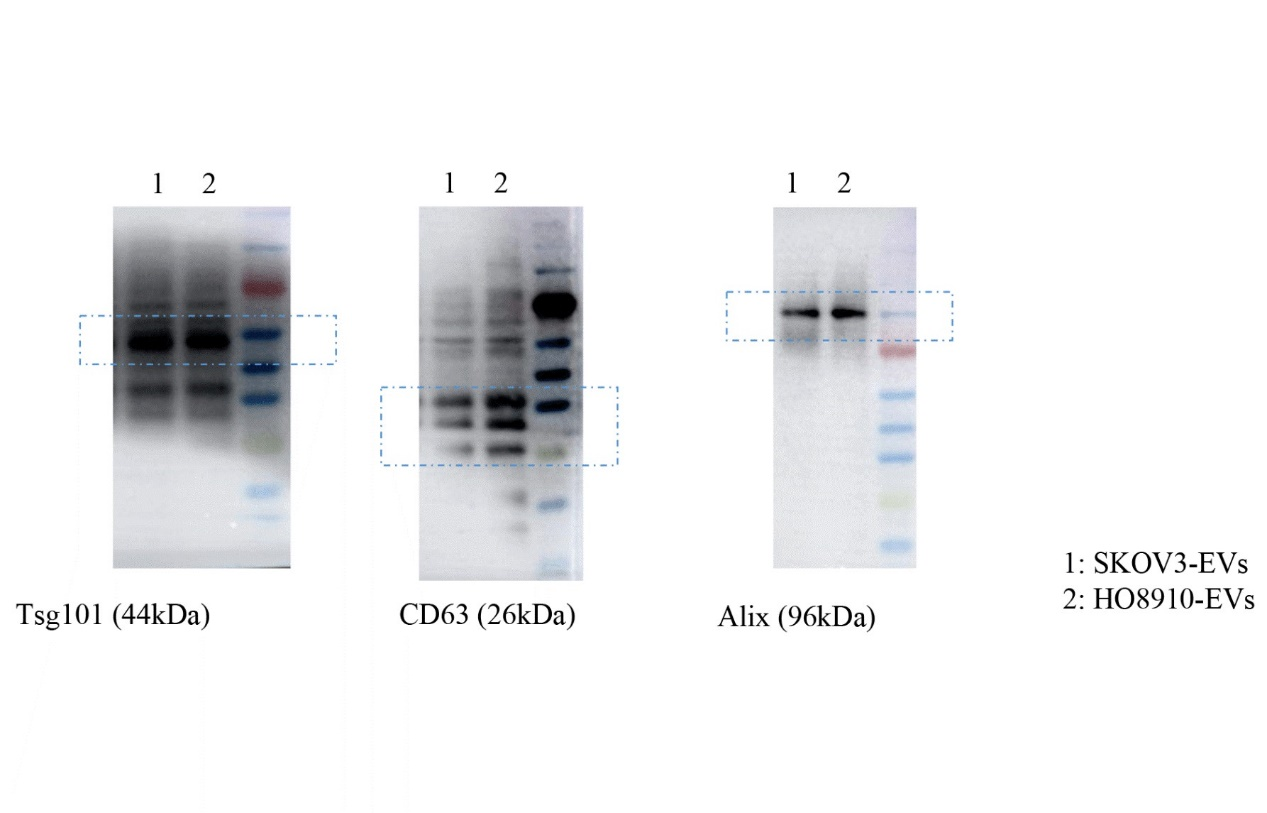 1 2
1 2
1 2
Tsg101 (44kDa)
CD63 (26kDa)
Alix (96kDa)
1: SKOV3-EVs
2: HO8910-EVs